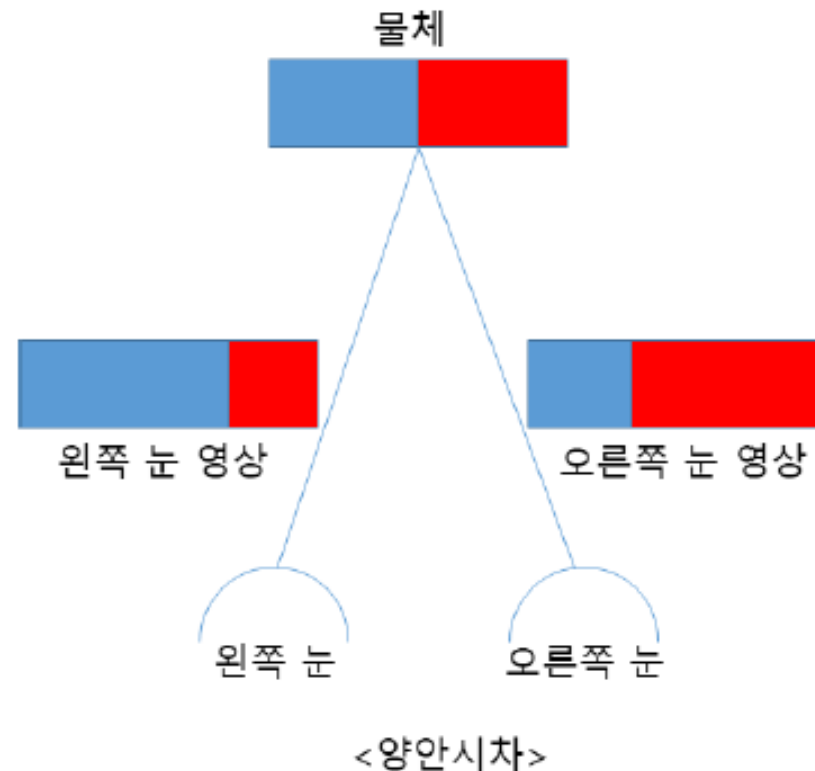 물체
왼쪽 눈 영상
오른쪽 눈 영상
왼쪽 눈
오른쪽 눈
<양안시차>